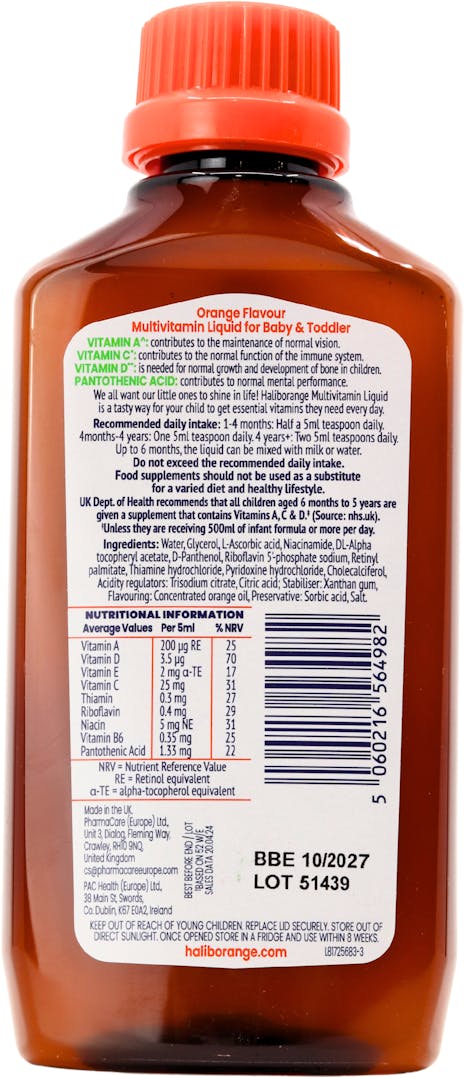 Orange Flavour
Multivitamin Liquid for Baby & Toddler
VITAMIN A^: contributes to the maintenance of normal vision.
VITAMIN C*: contributes to the normal function of the immune system.
VITAMIN D**: is needed for normal growth and development of bone in children.
PANTOTHENIC ACID: contributes to normal mental performance.
We all want our little ones to shine in life! Haliborange Multivitamin Liquid
is a tasty way for your child to get essential vitamins they need every day.
Recommended daily intake: 1-4 months: Half a 5ml teaspoon daily.
4months-4 years: One 5ml teaspoon daily. 4 years+: Two 5ml teaspoons daily.
Up to 6 months, the liquid can be mixed with milk or water.
Do not exceed the recommended daily intake.
Food supplements should not be used as a substitute
for a varied diet and healthy lifestyle.
UK Dept. of Health recommends that all children aged 6 months to 5 years are
given a supplement that contains Vitamins A, C & D.‡ (Source: nhs.uk).
‡Unless they are receiving 500ml of infant formula or more per day.
Ingredients: Water, Glycerol, L-Ascorbic acid, Niacinamide, DL-Alpha
tocopheryl acetate, D-Panthenol, Riboflavin 5'-phosphate sodium, Retinyl
palmitate, Thiamine hydrochloride, Pyridoxine hydrochloride, Cholecalciferol,
Acidity regulators: Trisodium citrate, Citric acid; Stabiliser: Xanthan gum,
Flavouring: Concentrated orange oil, Preservative: Sorbic acid, Salt.
NUTRITIONAL INFORMATION
Average Values Per 5ml % NRV
Vitamin A 200 µg RE 25
Vitamin D 3.5 µg 70
Vitamin E 2 mg α-TE 17
Vitamin C 25 mg 31
Thiamin 0.3 mg 27
Riboflavin 0.4 mg 29
Niacin 5 mg NE 31
Vitamin B6 0.35 mg 25
Pantothenic Acid 1.33 mg 22
NRV = Nutrient Reference Value
RE = Retinol equivalent
α-TE = alpha-tocopherol equivalent
5 060216 564982
Made in the UK.
PharmaCare (Europe) Ltd.,
Unit 3, Dialog, Fleming Way,
Crawley, RH10 9NQ,
United Kingdom
cs@pharmacareeurope.com
PAC Health (Europe) Ltd.,
38 Main St, Swords,
Co. Dublin, K67 E0A2, Ireland
BEST BEFORE END / LOT
†BASED ON 52 W/E
SALES DATA 20.04.24
BBE 10/2027
LOT 51439
KEEP OUT OF REACH OF YOUNG CHILDREN. REPLACE LID SECURELY. STORE OUT OF
DIRECT SUNLIGHT. ONCE OPENED STORE IN A FRIDGE AND USE WITHIN 8 WEEKS.
haliborange.com
LB1725683-3